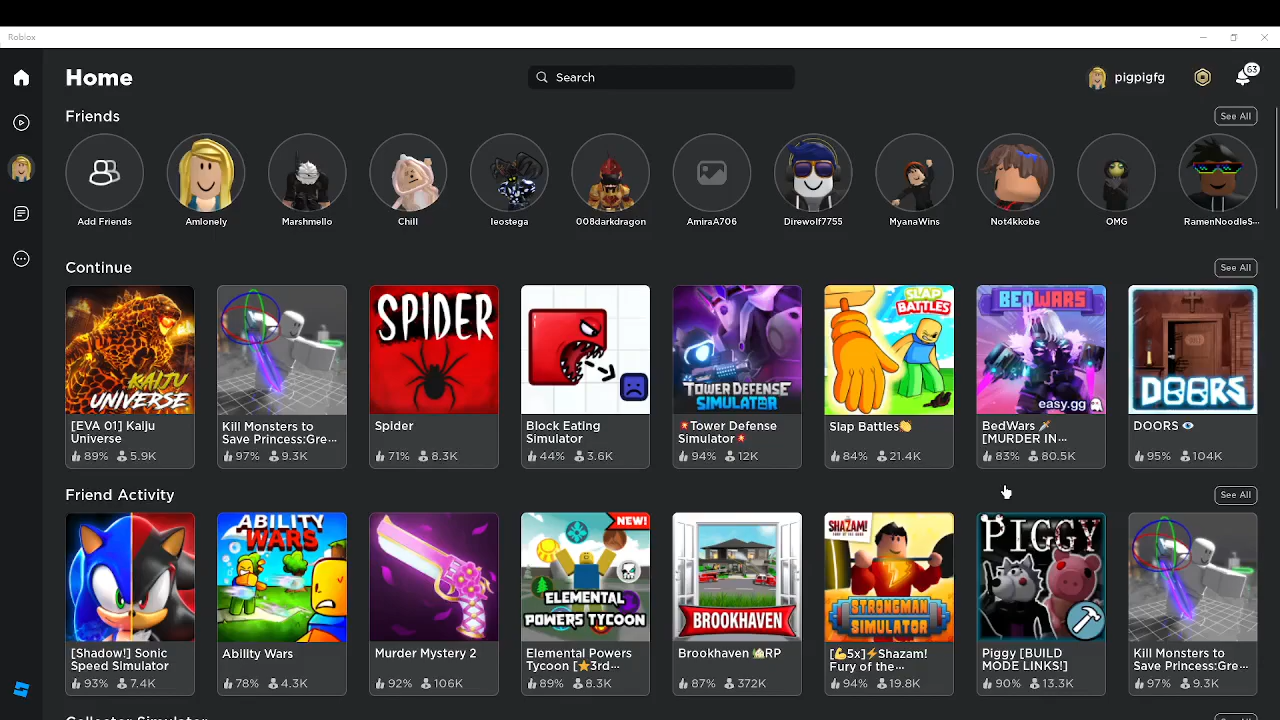 Roblox
Home
Search
pigpigfg
63
Friends
See All
Add Friends
Amlonely
Marshmello
Chill
leostega
008darkdragon
AmiraA706
Direwolf7755
MyanaWins
Not4kkobe
OMG
RamenNoodleS...
Continue
See All
KAIJU
UNIVERSE
SPIDER
TOWER DEFENSE
SIMULATOR
SLAP
BATTLES
BEDWARS
easy.gg
DOORS
[EVA 01] Kaiju
Universe
89% 5.9K
Kill Monsters to
Save Princess:Gre...
97% 9.3K
Spider
71% 8.3K
Block Eating
Simulator
44% 3.6K
💥Tower Defense
Simulator💥
94% 12K
Slap Battles👏
84% 21.4K
BedWars 🗡️
[MURDER IN...
83% 80.5K
DOORS 👁️
95% 104K
Friend Activity
See All
ABILITY
WARS
NEW!
ELEMENTAL
POWERS TYCOON
BROOKHAVEN
SHAZAM!
STRONGMAN
SIMULATOR
PIGGY
[Shadow!] Sonic
Speed Simulator
93% 7.4K
Ability Wars
78% 4.3K
Murder Mystery 2
92% 106K
Elemental Powers
Tycoon [⭐3rd...
89% 8.3K
Brookhaven 🏡RP
87% 372K
[💪5x]⚡Shazam!
Fury of the...
94% 19.8K
Piggy [BUILD
MODE LINKS!]
90% 13.3K
Kill Monsters to
Save Princess:Gre...
97% 9.3K
Collector Simulator